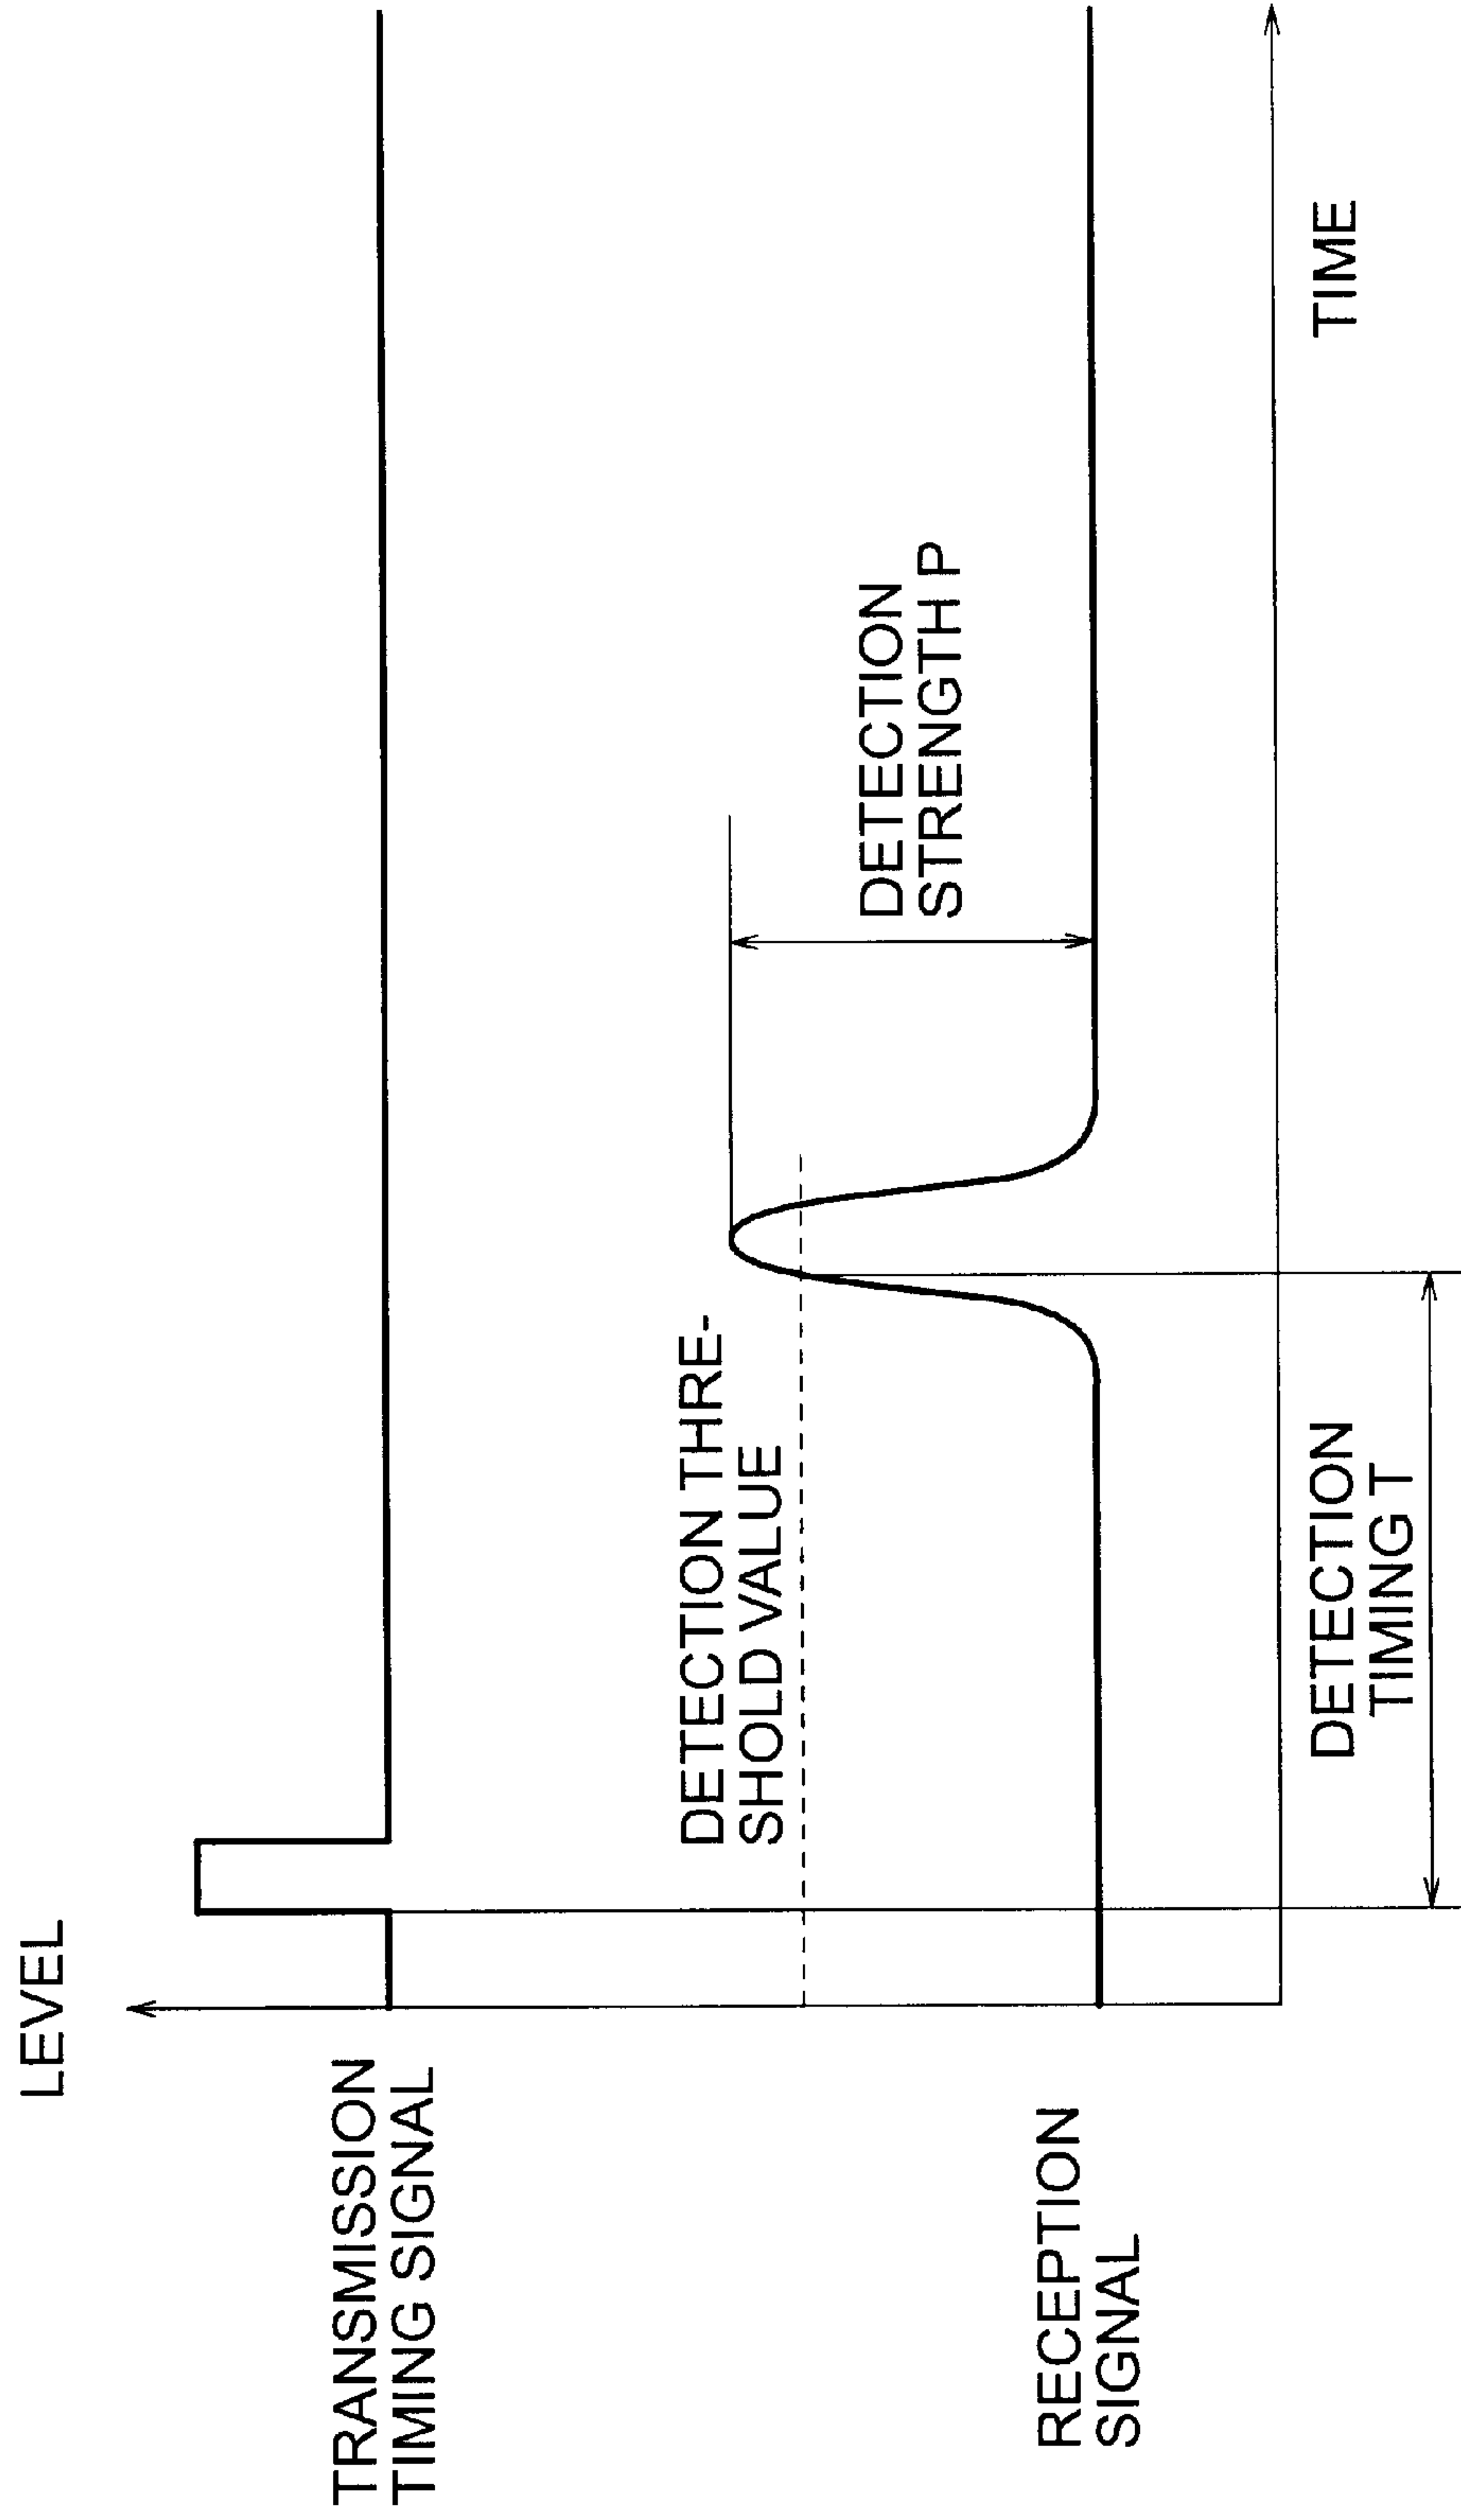 LEVEL
TRANSMISSION
TIMING SIGNAL
DETECTION THRE-
SHOLD VALUE
DETECTION
STRENGTH P
RECEPTION
SIGNAL
DETECTION
TIMING T
TIME